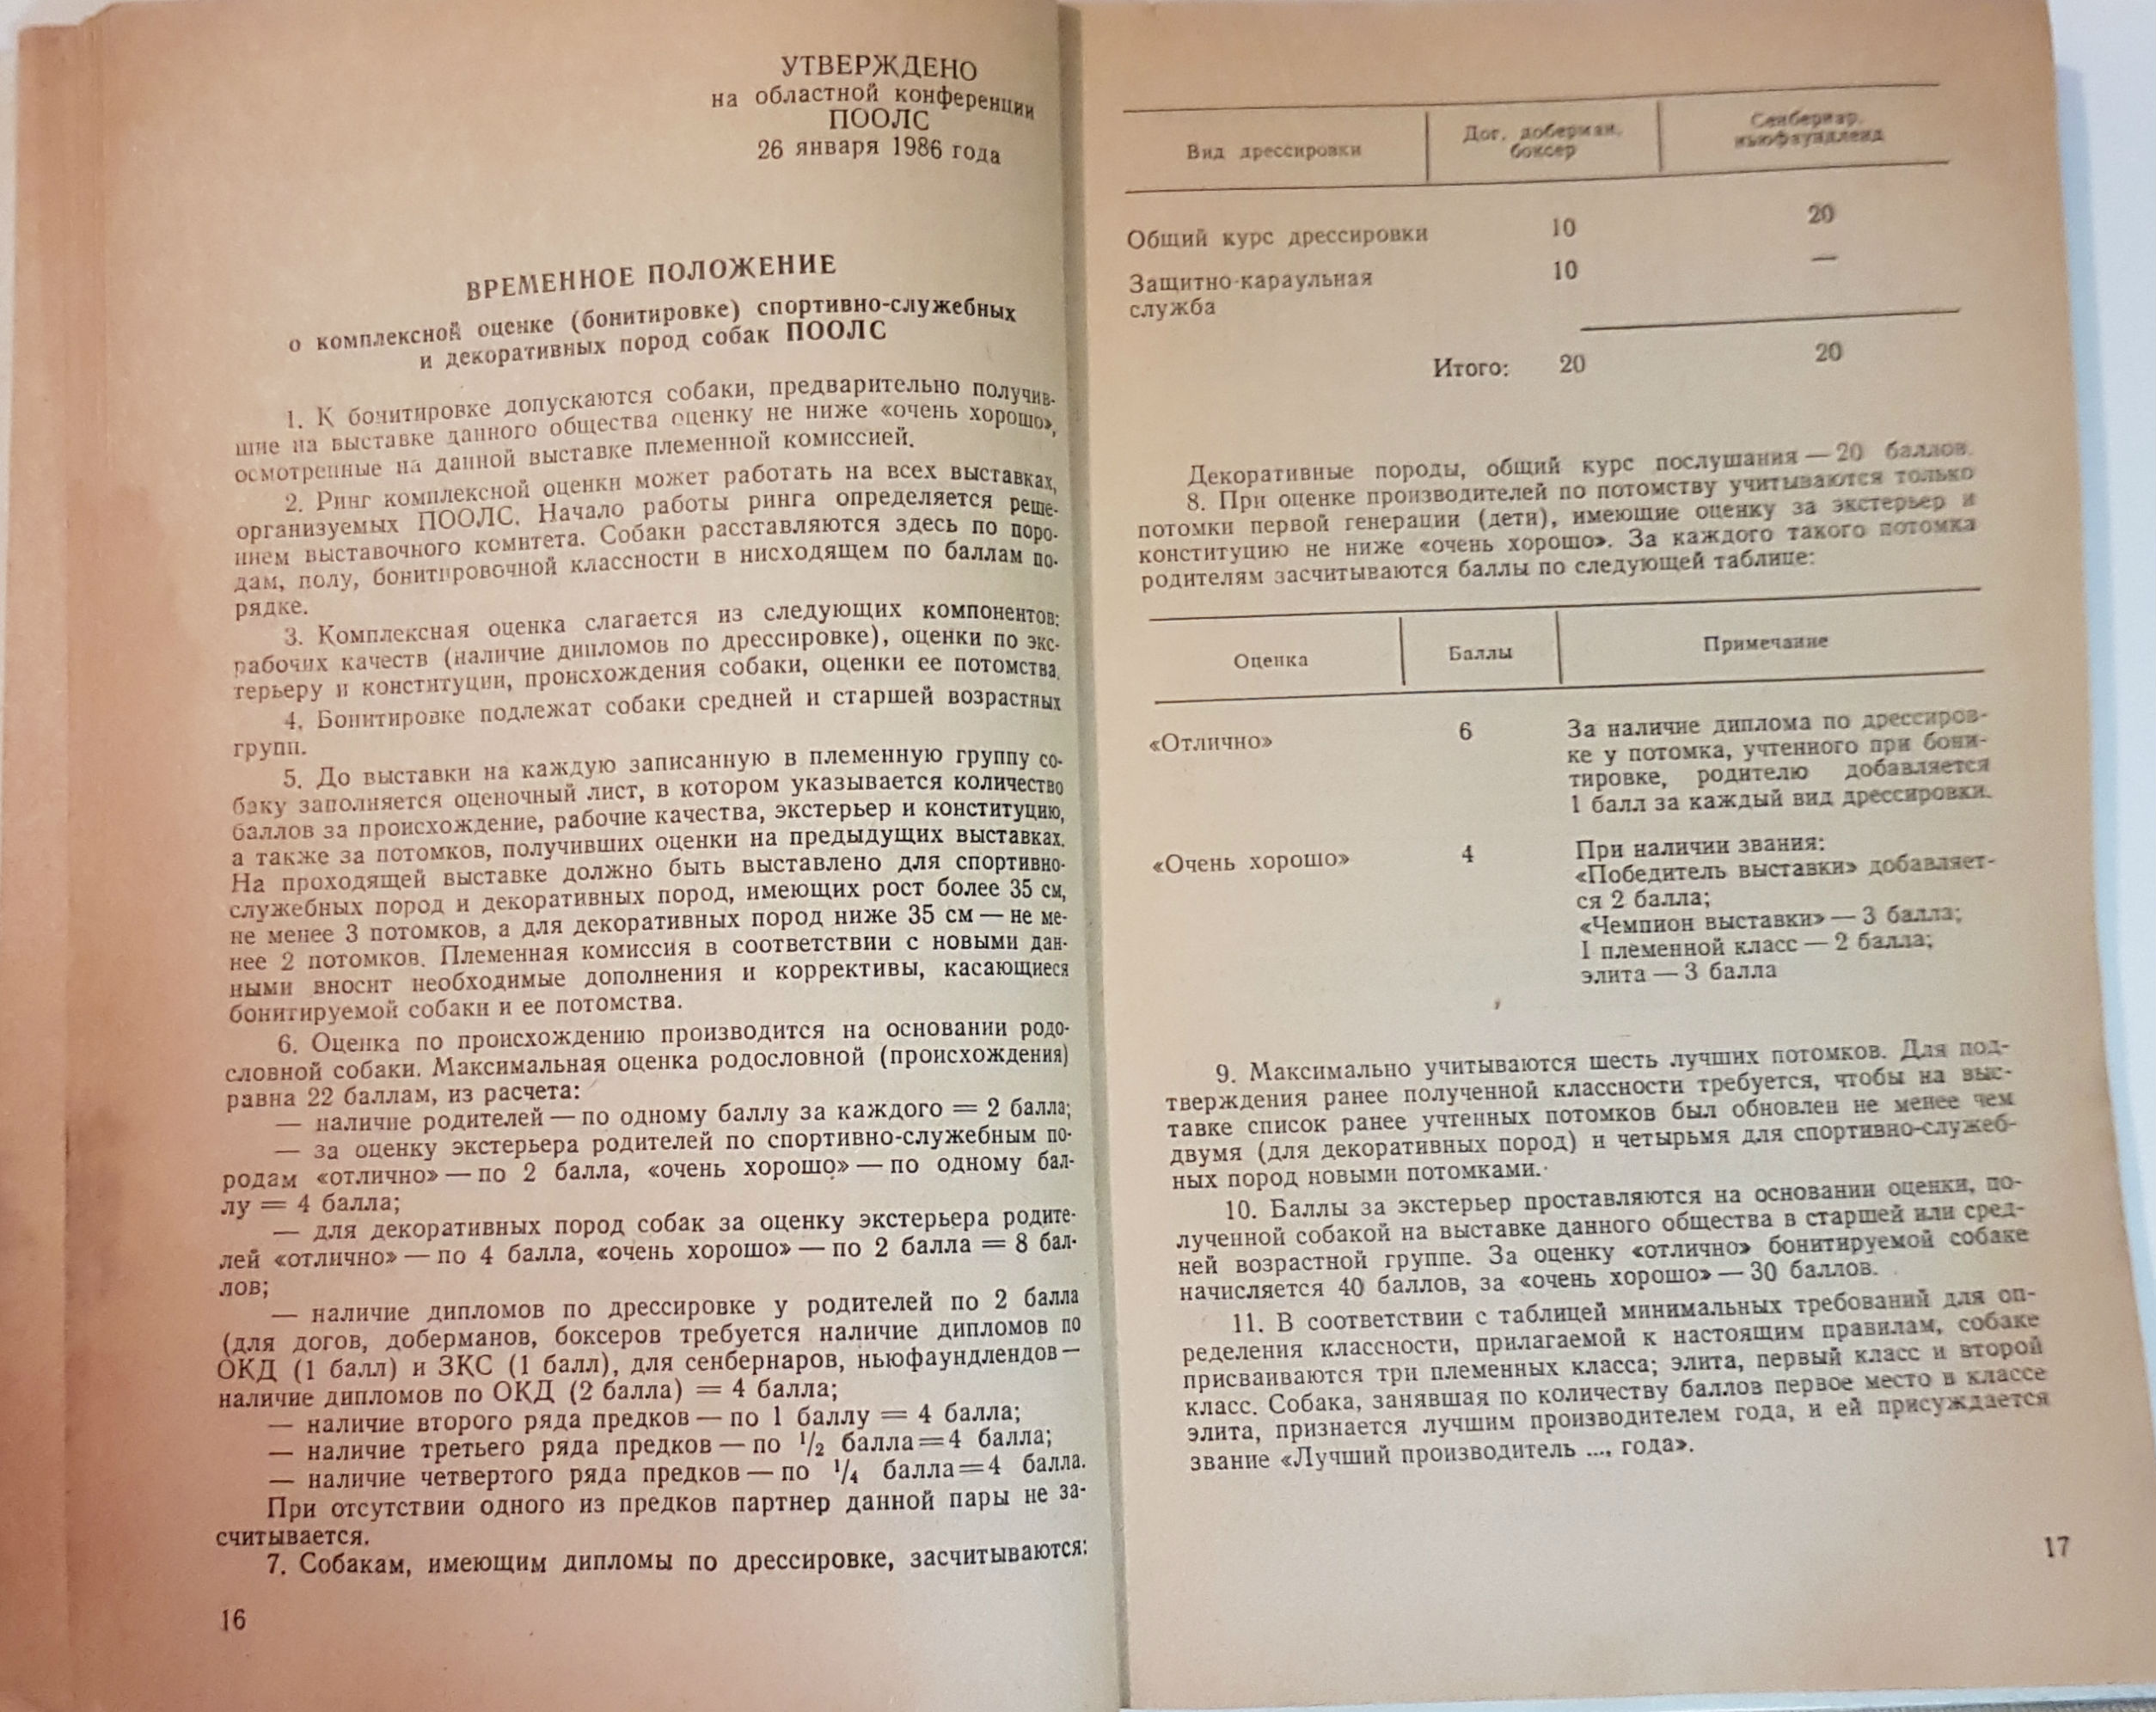 УТВЕРЖДЕНО
на областной конференции
ПООЛС
26 января 1986 года
ВРЕМЕННОЕ ПОЛОЖЕНИЕ
о комплексной оценке (бонитировке) спортивно-служебных
и декоративных пород собак ПООЛС
1. К бонитировке допускаются собаки, предварительно получив-
шие на выставке данного общества оценку не ниже «очень хорошо»,
осмотренные на данной выставке племенной комиссией.
2. Ринг комплексной оценки может работать на всех выставках,
организуемых ПООЛС. Начало работы ринга определяется реше-
нием выставочного комитета. Собаки расставляются здесь по поро-
дам, полу, бонитировочной классности в нисходящем по баллам по-
рядке.
3. Комплексная оценка слагается из следующих компонентов:
рабочих качеств (наличие дипломов по дрессировке), оценки по экс-
терьеру и конституции, происхождения собаки, оценки ее потомства.
4. Бонитировке подлежат собаки средней и старшей возрастных
групп.
5. До выставки на каждую записанную в племенную группу со-
баку заполняется оценочный лист, в котором указывается количество
баллов за происхождение, рабочие качества, экстерьер и конституцию,
а также за потомков, получивших оценки на предыдущих выставках.
На проходящей выставке должно быть выставлено для спортивно-
служебных пород и декоративных пород, имеющих рост более 35 см,
не менее 3 потомков, а для декоративных пород ниже 35 см — не ме-
нее 2 потомков. Племенная комиссия в соответствии с новыми дан-
ными вносит необходимые дополнения и коррективы, касающиеся
бонитируемой собаки и ее потомства.
6. Оценка по происхождению производится на основании родо-
словной собаки. Максимальная оценка родословной (происхождения)
равна 22 баллам, из расчета:
— наличие родителей — по одному баллу за каждого = 2 балла;
— за оценку экстерьера родителей по спортивно-служебным по-
родам «отлично» — по 2 балла, «очень хорошо» — по одному бал-
лу = 4 балла;
— для декоративных пород собак за оценку экстерьера родите-
лей «отлично» — по 4 балла, «очень хорошо» — по 2 балла = 8 бал-
лов;
— наличие дипломов по дрессировке у родителей по 2 балла
(для догов, доберманов, боксеров требуется наличие дипломов по
ОКД (1 балл) и ЗКС (1 балл), для сенбернаров, ньюфаундлендов —
наличие дипломов по ОКД (2 балла) = 4 балла;
— наличие второго ряда предков — по 1 баллу = 4 балла;
— наличие третьего ряда предков — по 1/2 балла = 4 балла;
— наличие четвертого ряда предков — по 1/4 балла = 4 балла.
При отсутствии одного из предков партнер данной пары не за-
считывается.
7. Собакам, имеющим дипломы по дрессировке, засчитываются:
16
Вид дрессировки Дог, доберман, боксер Сенбернар, ньюфаундленд
Общий курс дрессировки 10 20
Защитно-караульная 10 —
служба
Итого: 20 20
Декоративные породы, общий курс послушания — 20 баллов.
8. При оценке производителей по потомству учитываются только
потомки первой генерации (дети), имеющие оценку за экстерьер и
конституцию не ниже «очень хорошо». За каждого такого потомка
родителям засчитываются баллы по следующей таблице:
Оценка Баллы Примечание
«Отлично» 6 За наличие диплома по дрессиров-
ке у потомка, учтенного при бони-
тировке, родителю добавляется
1 балл за каждый вид дрессировки.
«Очень хорошо» 4 При наличии звания:
«Победитель выставки» добавляет-
ся 2 балла;
«Чемпион выставки» — 3 балла;
I племенной класс — 2 балла;
элита — 3 балла
9. Максимально учитываются шесть лучших потомков. Для под-
тверждения ранее полученной классности требуется, чтобы на выс-
тавке список ранее учтенных потомков был обновлен не менее чем
двумя (для декоративных пород) и четырьмя для спортивно-служеб-
ных пород новыми потомками.
10. Баллы за экстерьер проставляются на основании оценки, по-
лученной собакой на выставке данного общества в старшей или сред-
ней возрастной группе. За оценку «отлично» бонитируемой собаке
начисляется 40 баллов, за «очень хорошо» — 30 баллов.
11. В соответствии с таблицей минимальных требований для оп-
ределения классности, прилагаемой к настоящим правилам, собаке
присваиваются три племенных класса; элита, первый класс и второй
класс. Собака, занявшая по количеству баллов первое место в классе
элита, признается лучшим производителем года, и ей присуждается
звание «Лучший производитель ..., года».
17